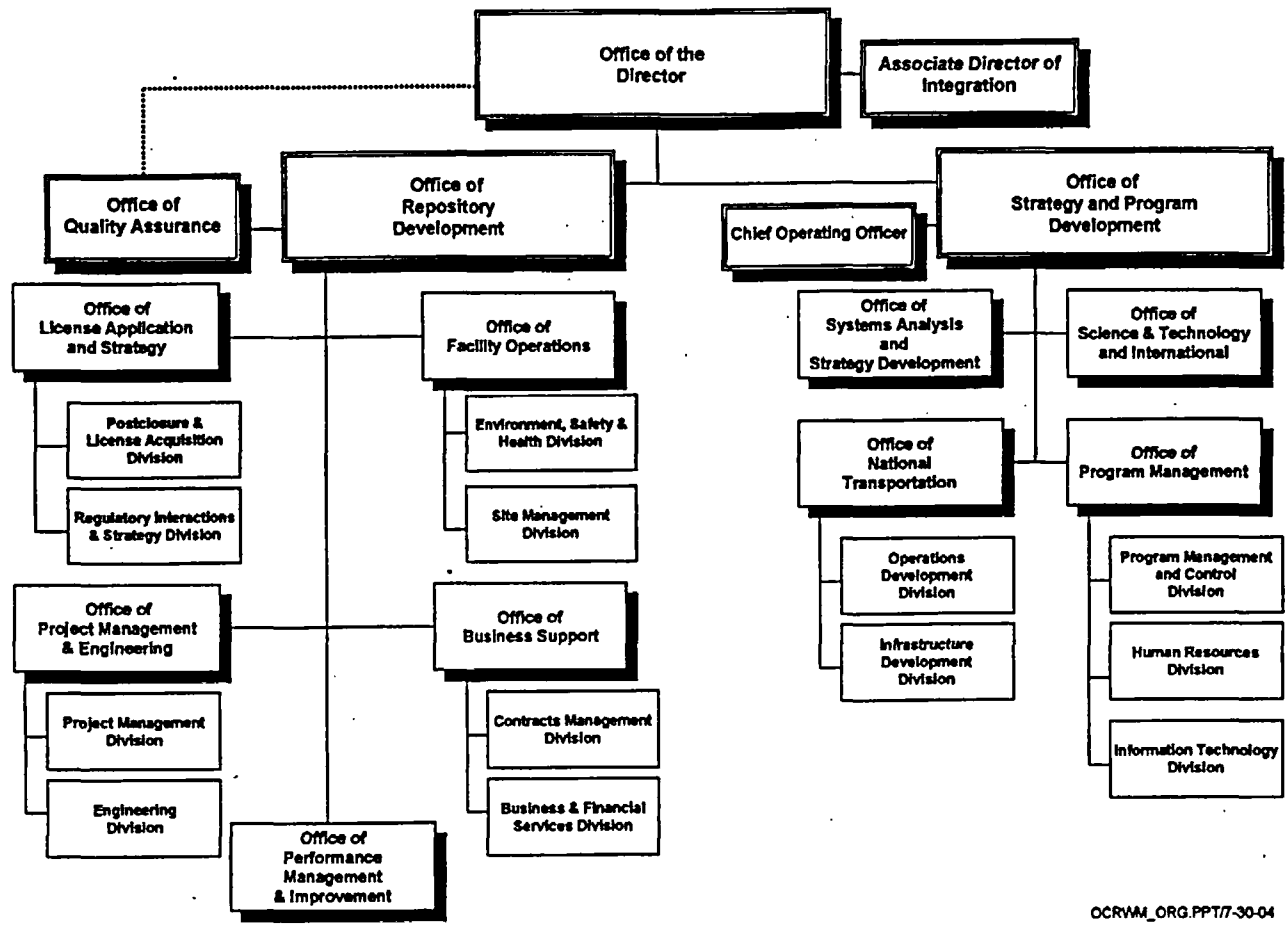 Office of the
Director
Associate Director of
Integration
Office of
Quality Assurance
Office of
Repository
Development
Office of
Strategy and Program
Development
Chief Operating Officer
Office of
License Application
and Strategy
Office of
Facility Operations
Office of
Systems Analysis
and
Strategy Development
Office of
Science & Technology
and International
Postclosure &
License Acquisition
Division
Environment, Safety &
Health Division
Office of
National
Transportation
Office of
Program Management
Regulatory Interactions
& Strategy Division
Site Management
Division
Operations
Development
Division
Program Management
and Control
Division
Office of
Project Management
& Engineering
Office of
Business Support
Infrastructure
Development
Division
Human Resources
Division
Project Management
Division
Contracts Management
Division
Information Technology
Division
Engineering
Division
Business & Financial
Services Division
Office of
Performance
Management
& Improvement
OCRWM_ORG.PPT/7-30-04